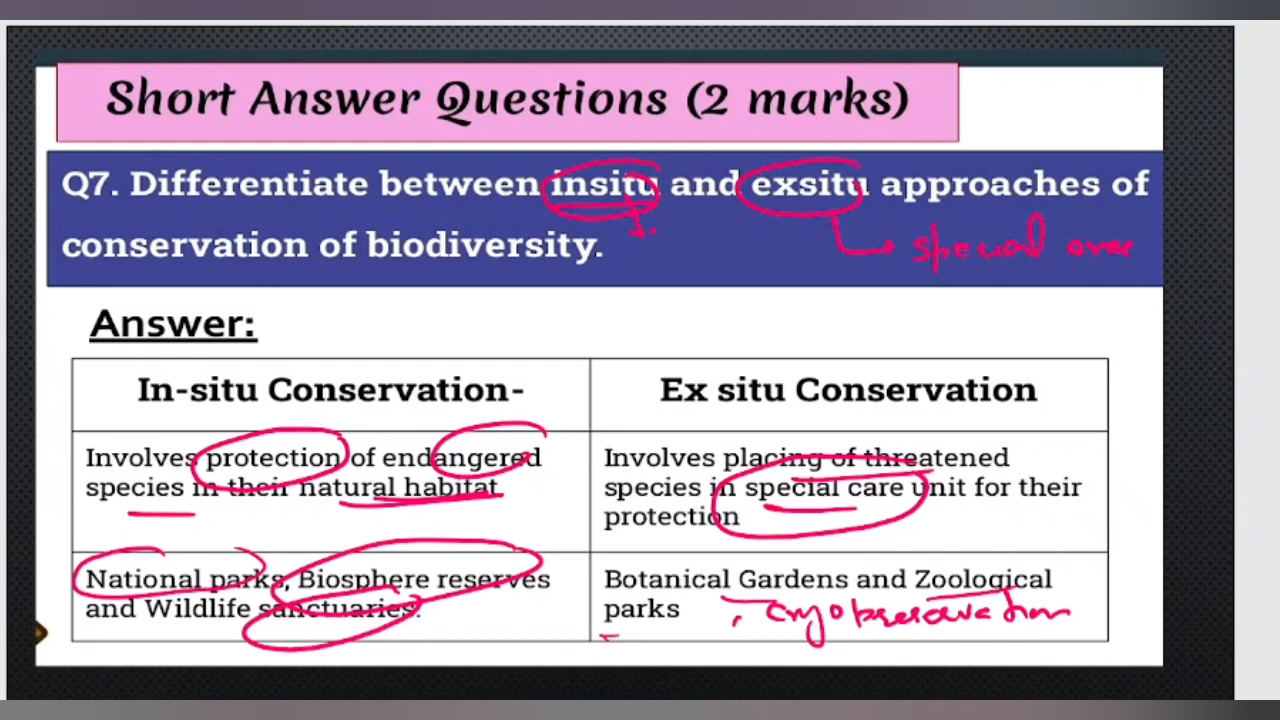 Short Answer Questions (2 marks)
Q7. Differentiate between insitu and exsitu approaches of
conservation of biodiversity.
special
Answer:
In-situ Conservation-
Ex situ Conservation
Involves protection of endangered
species in their natural habitat
Involves placing of threatened
species in special care unit for their
protection
National parks, Biosphere reserves
and Wildlife sanctuaries.
Botanical Gardens and Zoological
parks , cryopreservation